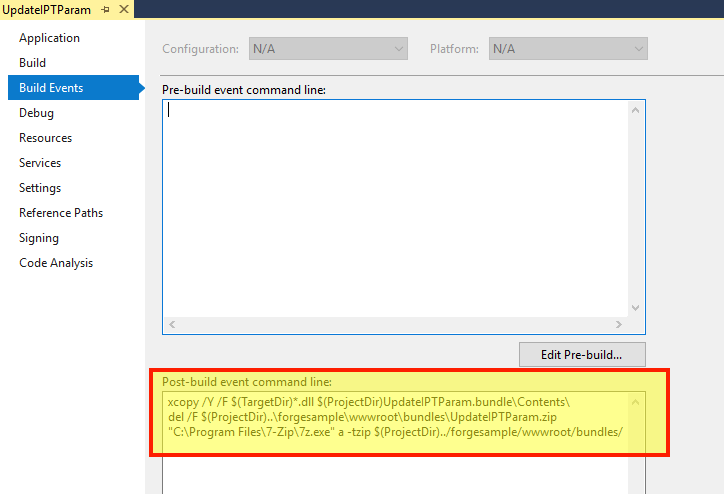 UpdateIPTParam
Application
Build
Build Events
Debug
Resources
Services
Settings
Reference Paths
Signing
Code Analysis
Configuration: N/A Platform: N/A
Pre-build event command line:
Edit Pre-build...
Post-build event command line:
xcopy /Y /F $(TargetDir)*.dll $(ProjectDir)UpdateIPTParam.bundle\Contents\
del /F $(ProjectDir)..\forgesample\wwwroot\bundles\UpdateIPTParam.zip
"C:\Program Files\7-Zip\7z.exe" a -tzip $(ProjectDir)../forgesample/wwwroot/bundles/